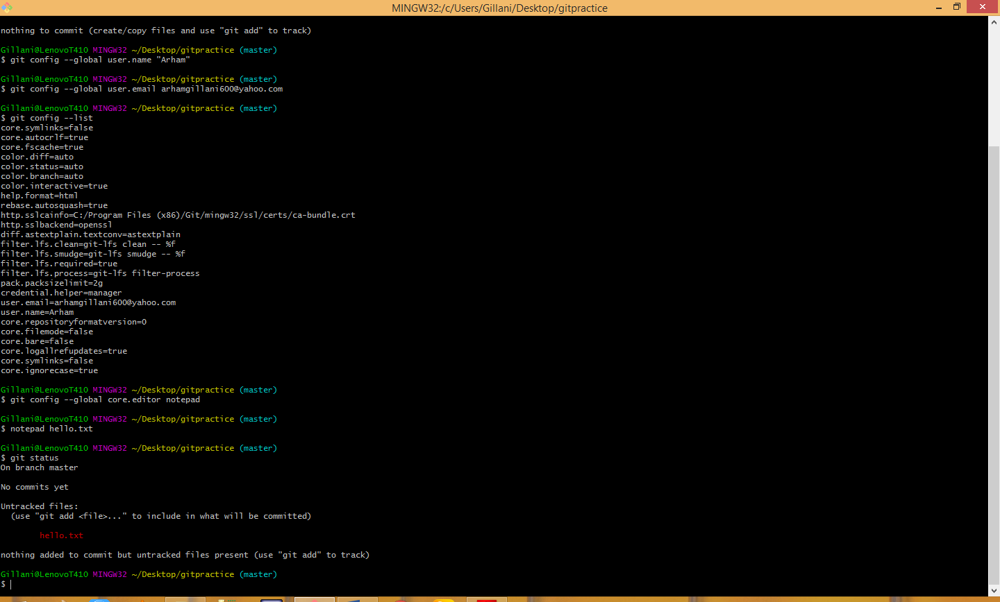 MINGW32:/c/Users/Gillani/Desktop/gitpractice
nothing to commit (create/copy files and use "git add" to track)
Gillani@LenovoT410 MINGW32 ~/Desktop/gitpractice (master)
$ git config --global user.name "Arham"
Gillani@LenovoT410 MINGW32 ~/Desktop/gitpractice (master)
$ git config --global user.email arhamgillani600@yahoo.com
Gillani@LenovoT410 MINGW32 ~/Desktop/gitpractice (master)
$ git config --list
core.symlinks=false
core.autocrlf=true
core.fscache=true
color.diff=auto
color.status=auto
color.branch=auto
color.interactive=true
help.format=html
rebase.autosquash=true
http.sslcainfo=C:/Program Files (x86)/Git/mingw32/ssl/certs/ca-bundle.crt
http.sslbackend=openssl
diff.astextplain.textconv=astextplain
filter.lfs.clean=git-lfs clean -- %f
filter.lfs.smudge=git-lfs smudge -- %f
filter.lfs.required=true
filter.lfs.process=git-lfs filter-process
pack.packsizelimit=2g
credential.helper=manager
user.email=arhamgillani600@yahoo.com
user.name=Arham
core.repositoryformatversion=0
core.filemode=false
core.bare=false
core.logallrefupdates=true
core.symlinks=false
core.ignorecase=true
Gillani@LenovoT410 MINGW32 ~/Desktop/gitpractice (master)
$ git config --global core.editor notepad
Gillani@LenovoT410 MINGW32 ~/Desktop/gitpractice (master)
$ notepad hello.txt
Gillani@LenovoT410 MINGW32 ~/Desktop/gitpractice (master)
$ git status
On branch master
No commits yet
Untracked files:
(use "git add <file>..." to include in what will be committed)
hello.txt
nothing added to commit but untracked files present (use "git add" to track)
Gillani@LenovoT410 MINGW32 ~/Desktop/gitpractice (master)
$